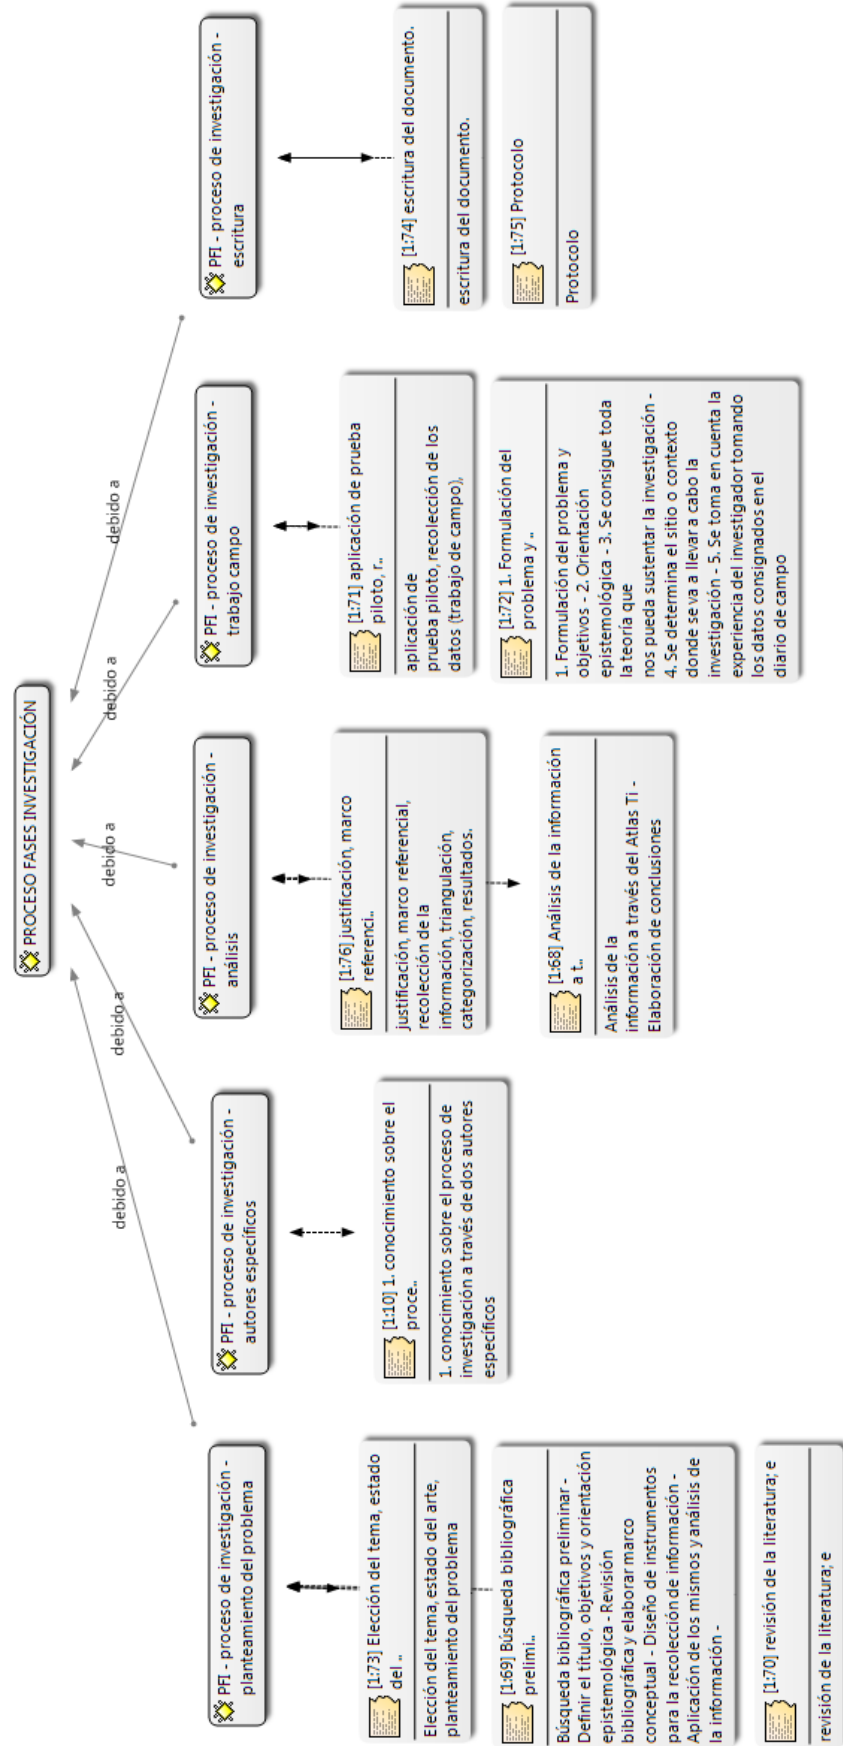 PROCESO FASES INVESTIGACIÓN
debido a
debido a
debido a
debido a
debido a
PFI - proceso de investigación -
planteamiento del problema
[1:73] Elección del tema, estado
del ..
Elección del tema, estado del arte,
planteamiento del problema
[1:69] Búsqueda bibliográfica
prelimi..
Búsqueda bibliográfica preliminar -
Definir el título, objetivos y orientación
epistemológica - Revisión
bibliográfica y elaborar marco
conceptual - Diseño de instrumentos
para la recolección de información -
Aplicación de los mismos y análisis de
la información -
[1:70] revisión de la literatura; e
revisión de la literatura; e
PFI - proceso de investigación -
autores específicos
[1:10] 1. conocimiento sobre el
proce..
1. conocimiento sobre el proceso de
investigación a través de dos autores
específicos
PFI - proceso de investigación -
análisis
[1:76] justificación, marco
referenci..
justificación, marco referencial,
recolección de la
información, triangulación,
categorización, resultados.
[1:68] Análisis de la información
a t..
Análisis de la
información a través del Atlas Ti -
Elaboración de conclusiones
PFI - proceso de investigación -
trabajo campo
[1:71] aplicación de prueba
piloto, r..
aplicación de
prueba piloto, recolección de los
datos (trabajo de campo),
[1:72] 1. Formulación del
problema y ..
1. Formulación del problema y
objetivos - 2. Orientación
epistemológica - 3. Se consigue toda
la teoría que
nos pueda sustentar la investigación -
4. Se determina el sitio o contexto
donde se va a llevar a cabo la
investigación - 5. Se toma en cuenta la
experiencia del investigador tomando
los datos consignados en el
diario de campo
PFI - proceso de investigación -
escritura
[1:74] escritura del documento.
escritura del documento.
[1:75] Protocolo
Protocolo